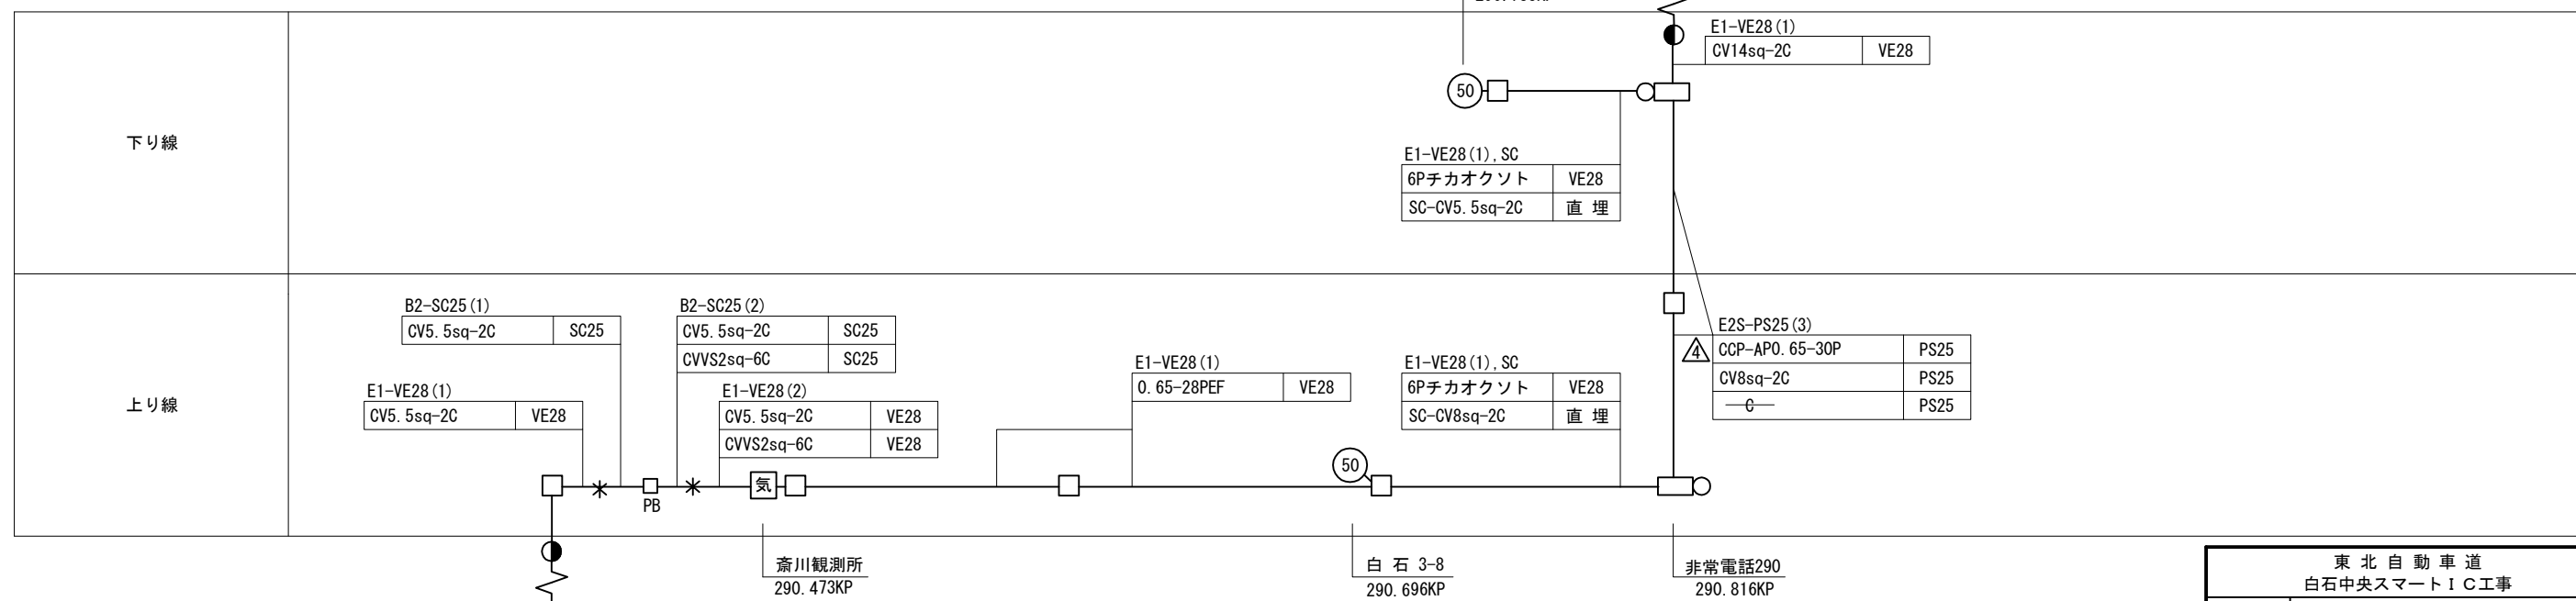 E1-VE28(1)
CV14sq-2C VE28
50
下り線
E1-VE28(1),SC
6Pチカオクソト VE28
SC-CV5.5sq-2C 直 埋
B2-SC25(1)
CV5.5sq-2C SC25
B2-SC25(2)
CV5.5sq-2C SC25
CVVS2sq-6C SC25
E1-VE28(1)
CV5.5sq-2C VE28
E1-VE28(2)
CV5.5sq-2C VE28
CVVS2sq-6C VE28
E1-VE28(1)
0.65-28PEF VE28
E1-VE28(1),SC
6Pチカオクソト VE28
SC-CV8sq-2C 直 埋
E2S-PS25(3)
4
CCP-AP0.65-30P PS25
CV8sq-2C PS25
C PS25
上り線
PB
気
50
斎川観測所
290.473KP
白 石 3-8
290.696KP
非常電話290
290.816KP
東 北 自 動 車 道
白石中央スマートＩＣ工事